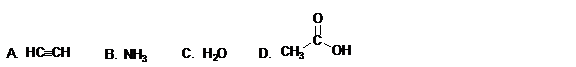 A. HC≡CH B. NH₃ C. H₂O D. CH₃ C O OH